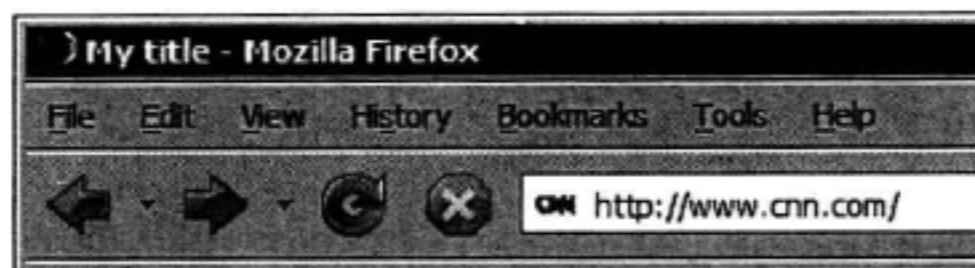 My title - Mozilla Firefox
File Edit View History Bookmarks Tools Help
CNN http://www.cnn.com/